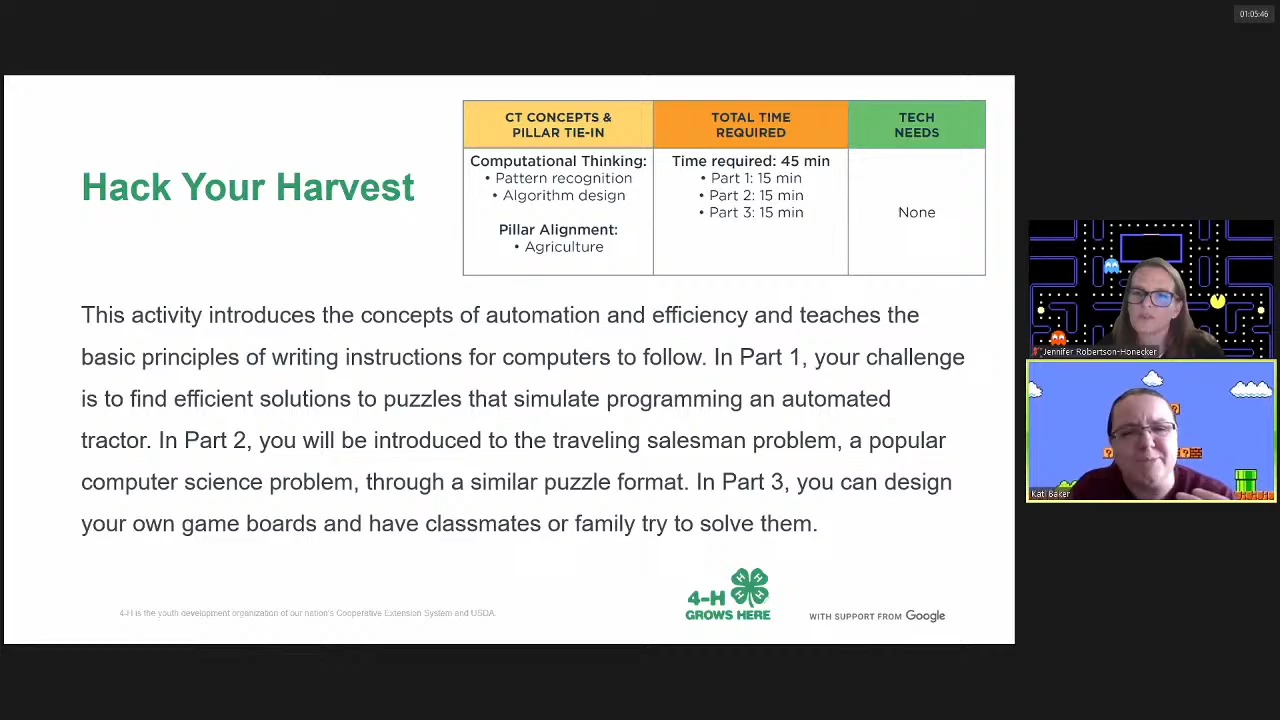 01:05:46
Hack Your Harvest
CT CONCEPTS &
PILLAR TIE-IN
Computational Thinking:
• Pattern recognition
• Algorithm design
Pillar Alignment:
• Agriculture
TOTAL TIME
REQUIRED
Time required: 45 min
• Part 1: 15 min
• Part 2: 15 min
• Part 3: 15 min
TECH
NEEDS
None
This activity introduces the concepts of automation and efficiency and teaches the
basic principles of writing instructions for computers to follow. In Part 1, your challenge
is to find efficient solutions to puzzles that simulate programming an automated
tractor. In Part 2, you will be introduced to the traveling salesman problem, a popular
computer science problem, through a similar puzzle format. In Part 3, you can design
your own game boards and have classmates or family try to solve them.
4-H is the youth development organization of our nation's Cooperative Extension System and USDA.
H H
H H
4-H
GROWS HERE
WITH SUPPORT FROM Google
Jennifer Robertson-Honecker
?
? ?
Kati Baker